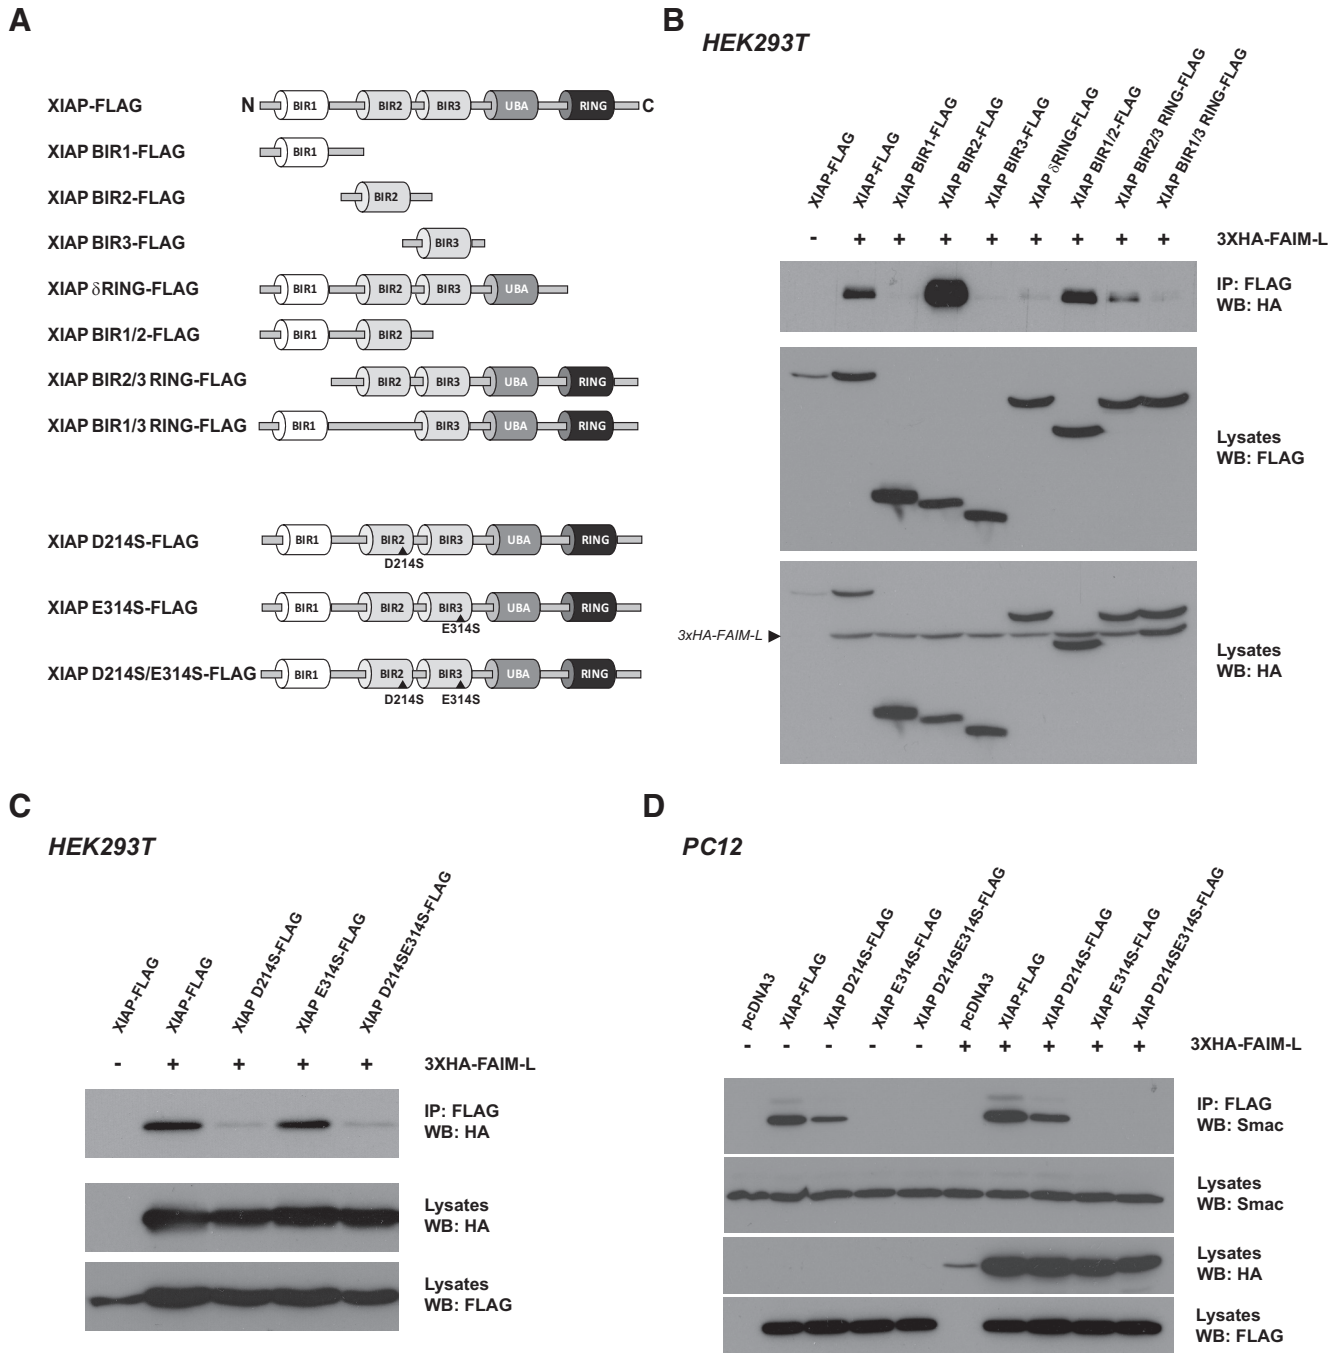 A
XIAP-FLAG
N
BIR1 BIR2 BIR3 UBA RING
C
XIAP BIR1-FLAG
BIR1
XIAP BIR2-FLAG
BIR2
XIAP BIR3-FLAG
BIR3
XIAP δRING-FLAG
BIR1 BIR2 BIR3 UBA
XIAP BIR1/2-FLAG
BIR1 BIR2
XIAP BIR2/3 RING-FLAG
BIR2 BIR3 UBA RING
XIAP BIR1/3 RING-FLAG
BIR1 BIR3 UBA RING
XIAP D214S-FLAG
BIR1 BIR2 BIR3 UBA RING
D214S
XIAP E314S-FLAG
BIR1 BIR2 BIR3 UBA RING
E314S
XIAP D214S/E314S-FLAG
BIR1 BIR2 BIR3 UBA RING
D214S E314S
B
HEK293T
XIAP-FLAG
XIAP-FLAG
XIAP BIR1-FLAG
XIAP BIR2-FLAG
XIAP BIR3-FLAG
XIAP δRING-FLAG
XIAP BIR1/2-FLAG
XIAP BIR2/3 RING-FLAG
XIAP BIR1/3 RING-FLAG
- + + + + + + + + 3XHA-FAIM-L
IP: FLAG
WB: HA
Lysates
WB: FLAG
3xHA-FAIM-L
Lysates
WB: HA
C
HEK293T
XIAP-FLAG
XIAP-FLAG
XIAP D214S-FLAG
XIAP E314S-FLAG
XIAP D214SE314S-FLAG
- + + + + 3XHA-FAIM-L
IP: FLAG
WB: HA
Lysates
WB: HA
Lysates
WB: FLAG
D
PC12
pcDNA3
XIAP-FLAG
XIAP D214S-FLAG
XIAP E314S-FLAG
XIAP D214SE314S-FLAG
pcDNA3
XIAP-FLAG
XIAP D214S-FLAG
XIAP E314S-FLAG
XIAP D214SE314S-FLAG
- - - - - + + + + + 3XHA-FAIM-L
IP: FLAG
WB: Smac
Lysates
WB: Smac
Lysates
WB: HA
Lysates
WB: FLAG